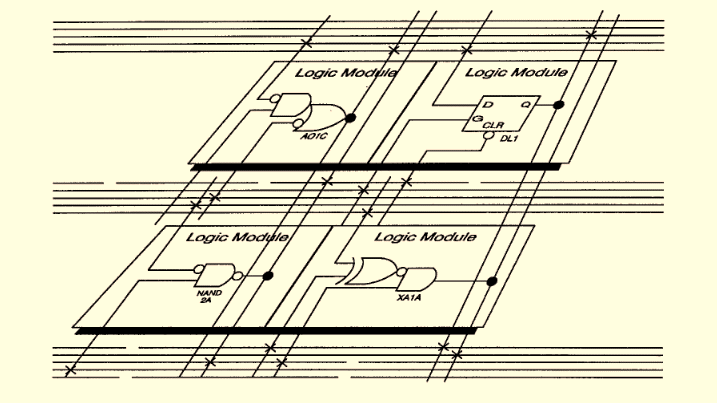 Logic Module
Logic Module
D Q
G
CLR
AO1C
DL1
Logic Module
Logic Module
NAND
2A
XA1A